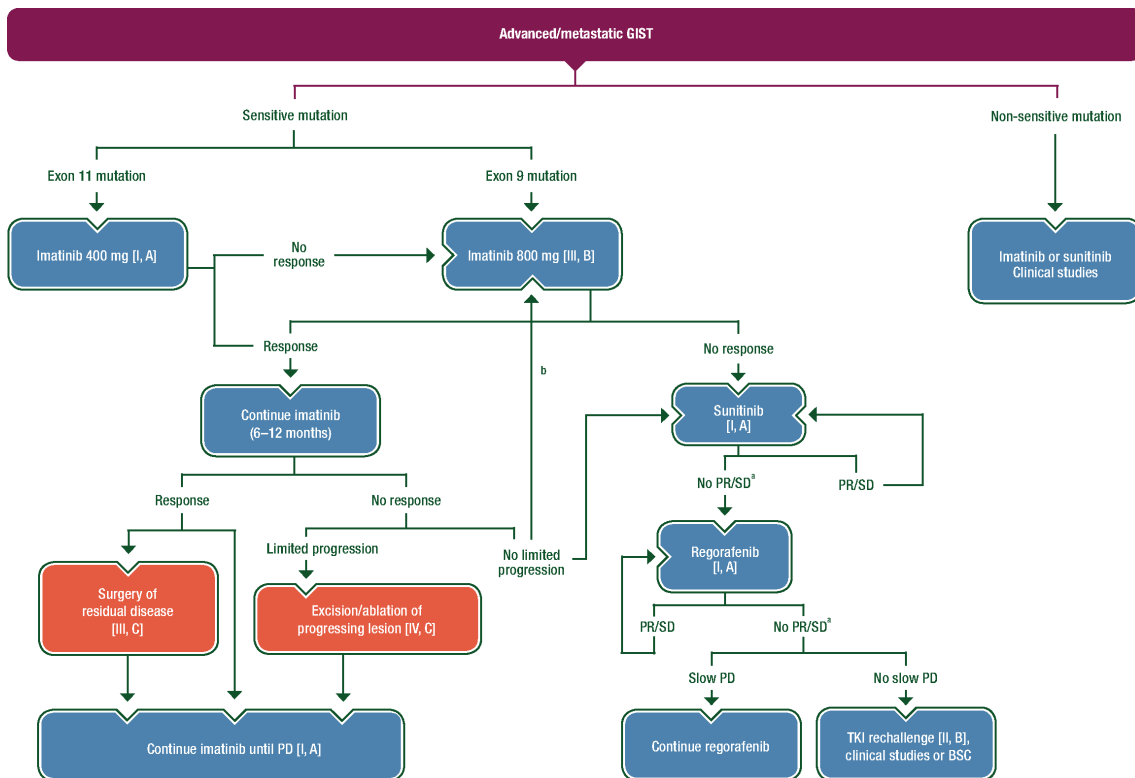 Advanced/metastatic GIST
Sensitive mutation
Non-sensitive mutation
Exon 11 mutation
Exon 9 mutation
Imatinib 400 mg [I, A]
No
response
Imatinib 800 mg [III, B]
Imatinib or sunitinib
Clinical studies
Response
No response
b
Continue imatinib
(6–12 months)
Sunitinib
[I, A]
No PR/SDa
PR/SD
Response
No response
Limited progression
No limited
progression
Regorafenib
[I, A]
Surgery of
residual disease
[III, C]
Excision/ablation of
progressing lesion [IV, C]
PR/SD
No PR/SDa
Slow PD
No slow PD
Continue imatinib until PD [I, A]
Continue regorafenib
TKI rechallenge [II, B],
clinical studies or BSC